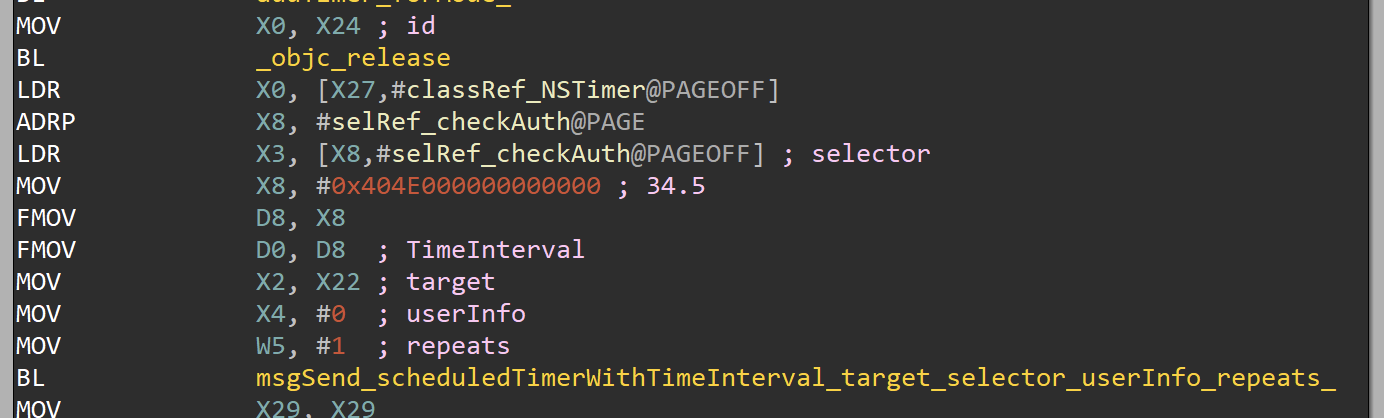 MOV X0, X24 ; id
BL _objc_release
LDR X0, [X27,#classRef_NSTimer@PAGEOFF]
ADRP X8, #selRef_checkAuth@PAGE
LDR X3, [X8,#selRef_checkAuth@PAGEOFF] ; selector
MOV X8, #0x404E000000000000 ; 34.5
FMOV D8, X8
FMOV D0, D8 ; TimeInterval
MOV X2, X22 ; target
MOV X4, #0 ; userInfo
MOV W5, #1 ; repeats
BL msgSend_scheduledTimerWithTimeInterval_target_selector_userInfo_repeats_
MOV X29, X29